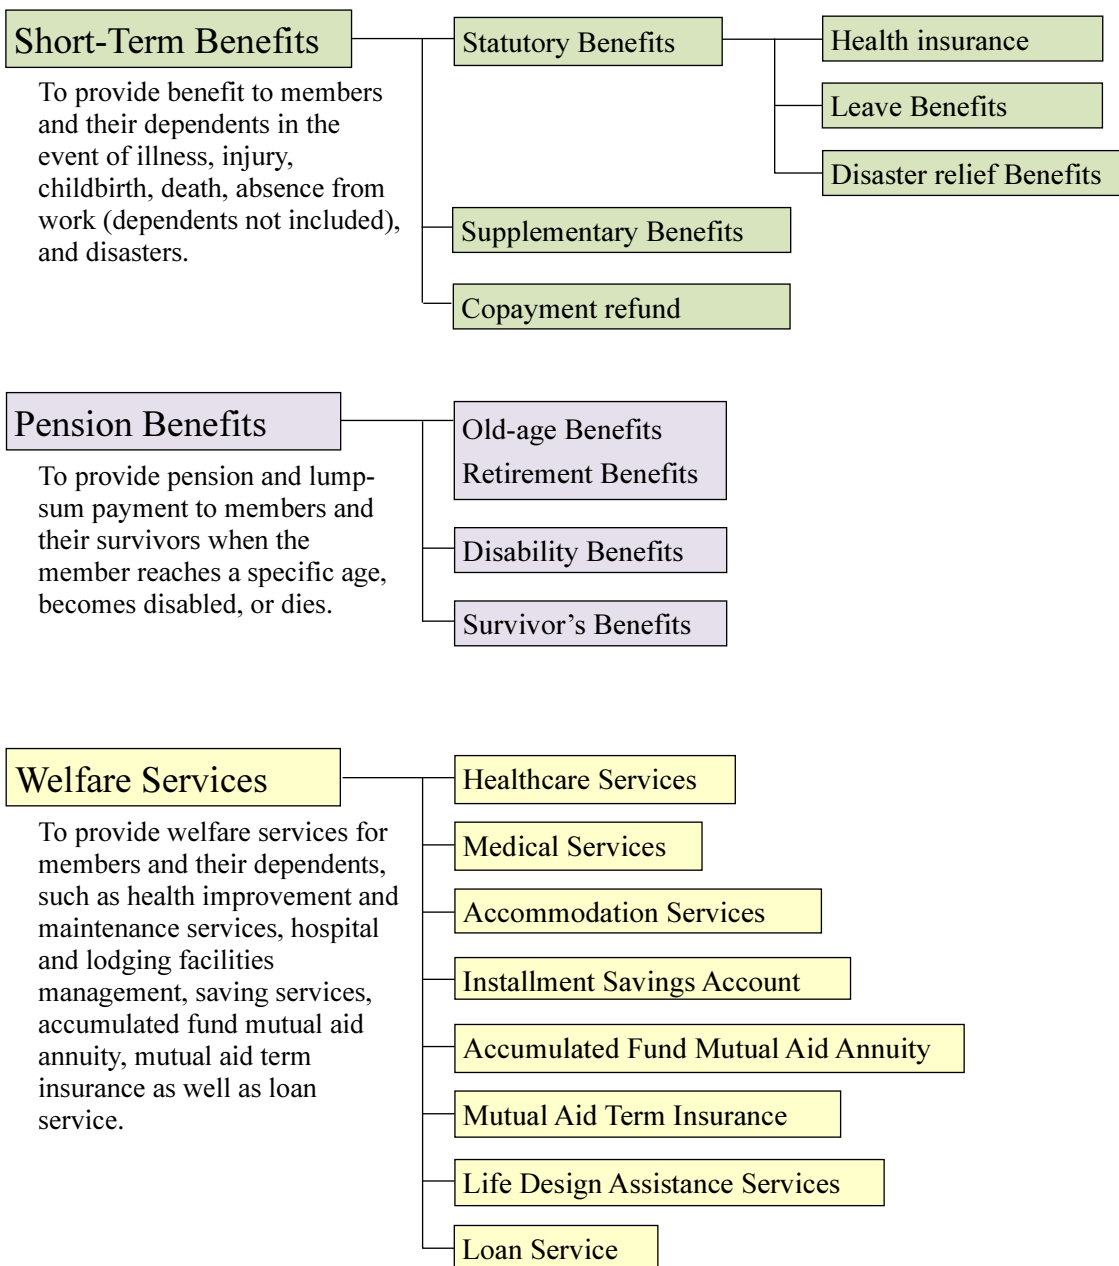 Short-Term Benefits
To provide benefit to members
and their dependents in the
event of illness, injury,
childbirth, death, absence from
work (dependents not included),
and disasters.
Statutory Benefits
Health insurance
Leave Benefits
Disaster relief Benefits
Supplementary Benefits
Copayment refund
Pension Benefits
To provide pension and lump-
sum payment to members and
their survivors when the
member reaches a specific age,
becomes disabled, or dies.
Old-age Benefits
Retirement Benefits
Disability Benefits
Survivor’s Benefits
Welfare Services
To provide welfare services for
members and their dependents,
such as health improvement and
maintenance services, hospital
and lodging facilities
management, saving services,
accumulated fund mutual aid
annuity, mutual aid term
insurance as well as loan
service.
Healthcare Services
Medical Services
Accommodation Services
Installment Savings Account
Accumulated Fund Mutual Aid Annuity
Mutual Aid Term Insurance
Life Design Assistance Services
Loan Service